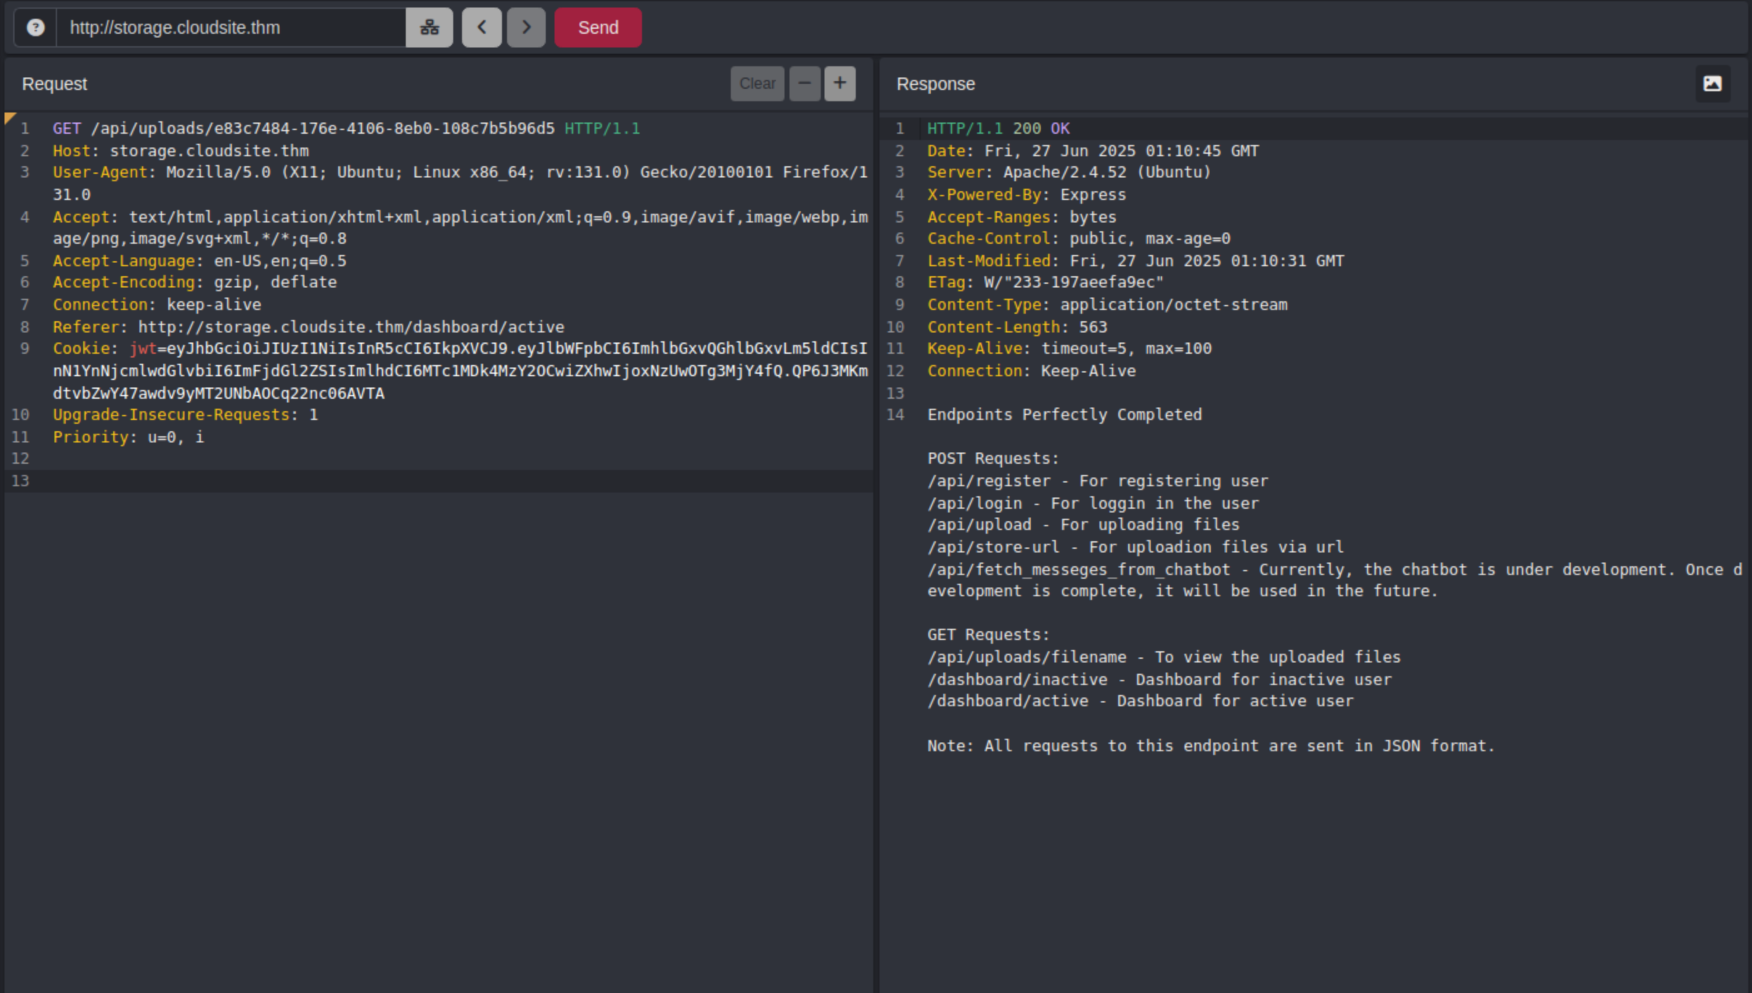 http://storage.cloudsite.thm
Send
Request
Clear
Response
1 GET /api/uploads/e83c7484-176e-4106-8eb0-108c7b5b96d5 HTTP/1.1
2 Host: storage.cloudsite.thm
3 User-Agent: Mozilla/5.0 (X11; Ubuntu; Linux x86_64; rv:131.0) Gecko/20100101 Firefox/1
31.0
4 Accept: text/html,application/xhtml+xml,application/xml;q=0.9,image/avif,image/webp,im
age/png,image/svg+xml,*/*;q=0.8
5 Accept-Language: en-US,en;q=0.5
6 Accept-Encoding: gzip, deflate
7 Connection: keep-alive
8 Referer: http://storage.cloudsite.thm/dashboard/active
9 Cookie: jwt=eyJhbGciOiJIUzI1NiIsInR5cCI6IkpXVCJ9.eyJlbWFpbCI6ImhlbGxvQGhlbGxvLm5ldCIsI
nN1YnNjcmlwdGlvbiI6ImFjdGl2ZSIsImlhdCI6MTc1MDk4MzY2OCwiZXhwIjoxNzUwOTg3MjY4fQ.QP6J3MKm
dtvbZwY47awdv9yMT2UNbAOCq22nc06AVTA
10 Upgrade-Insecure-Requests: 1
11 Priority: u=0, i
12
13
1 HTTP/1.1 200 OK
2 Date: Fri, 27 Jun 2025 01:10:45 GMT
3 Server: Apache/2.4.52 (Ubuntu)
4 X-Powered-By: Express
5 Accept-Ranges: bytes
6 Cache-Control: public, max-age=0
7 Last-Modified: Fri, 27 Jun 2025 01:10:31 GMT
8 ETag: W/"233-197aeefa9ec"
9 Content-Type: application/octet-stream
10 Content-Length: 563
11 Keep-Alive: timeout=5, max=100
12 Connection: Keep-Alive
13
14 Endpoints Perfectly Completed
POST Requests:
/api/register - For registering user
/api/login - For loggin in the user
/api/upload - For uploading files
/api/store-url - For uploadion files via url
/api/fetch_messeges_from_chatbot - Currently, the chatbot is under development. Once d
evelopment is complete, it will be used in the future.
GET Requests:
/api/uploads/filename - To view the uploaded files
/dashboard/inactive - Dashboard for inactive user
/dashboard/active - Dashboard for active user
Note: All requests to this endpoint are sent in JSON format.